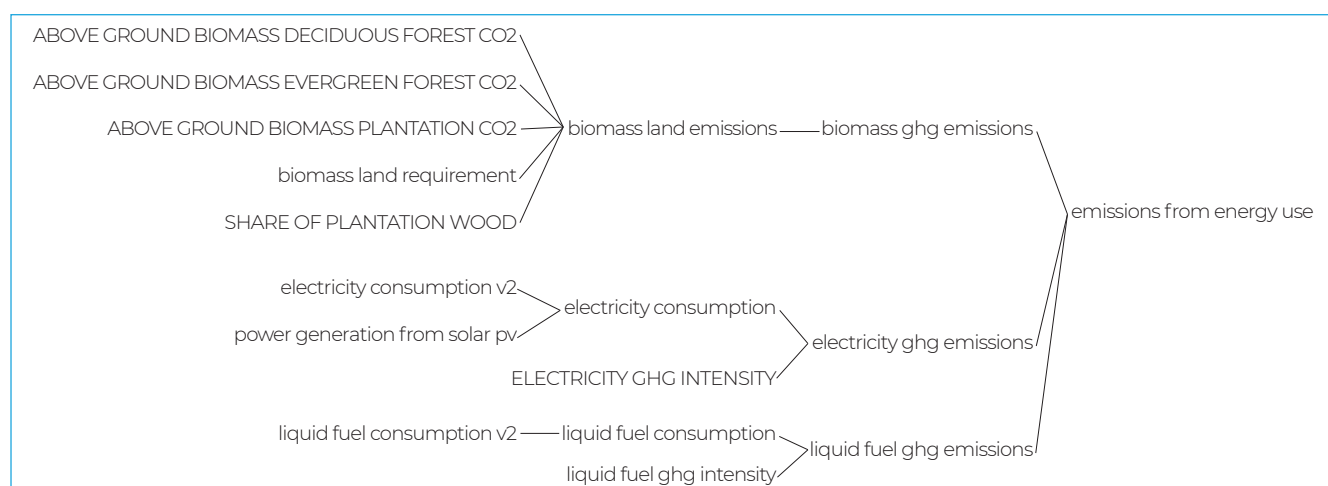 ABOVE GROUND BIOMASS DECIDUOUS FOREST CO2
ABOVE GROUND BIOMASS EVERGREEN FOREST CO2
ABOVE GROUND BIOMASS PLANTATION CO2
biomass land requirement
SHARE OF PLANTATION WOOD
biomass land emissions
biomass ghg emissions
emissions from energy use
electricity consumption v2
power generation from solar pv
electricity consumption
ELECTRICITY GHG INTENSITY
electricity ghg emissions
liquid fuel consumption v2
liquid fuel consumption
liquid fuel ghg intensity
liquid fuel ghg emissions